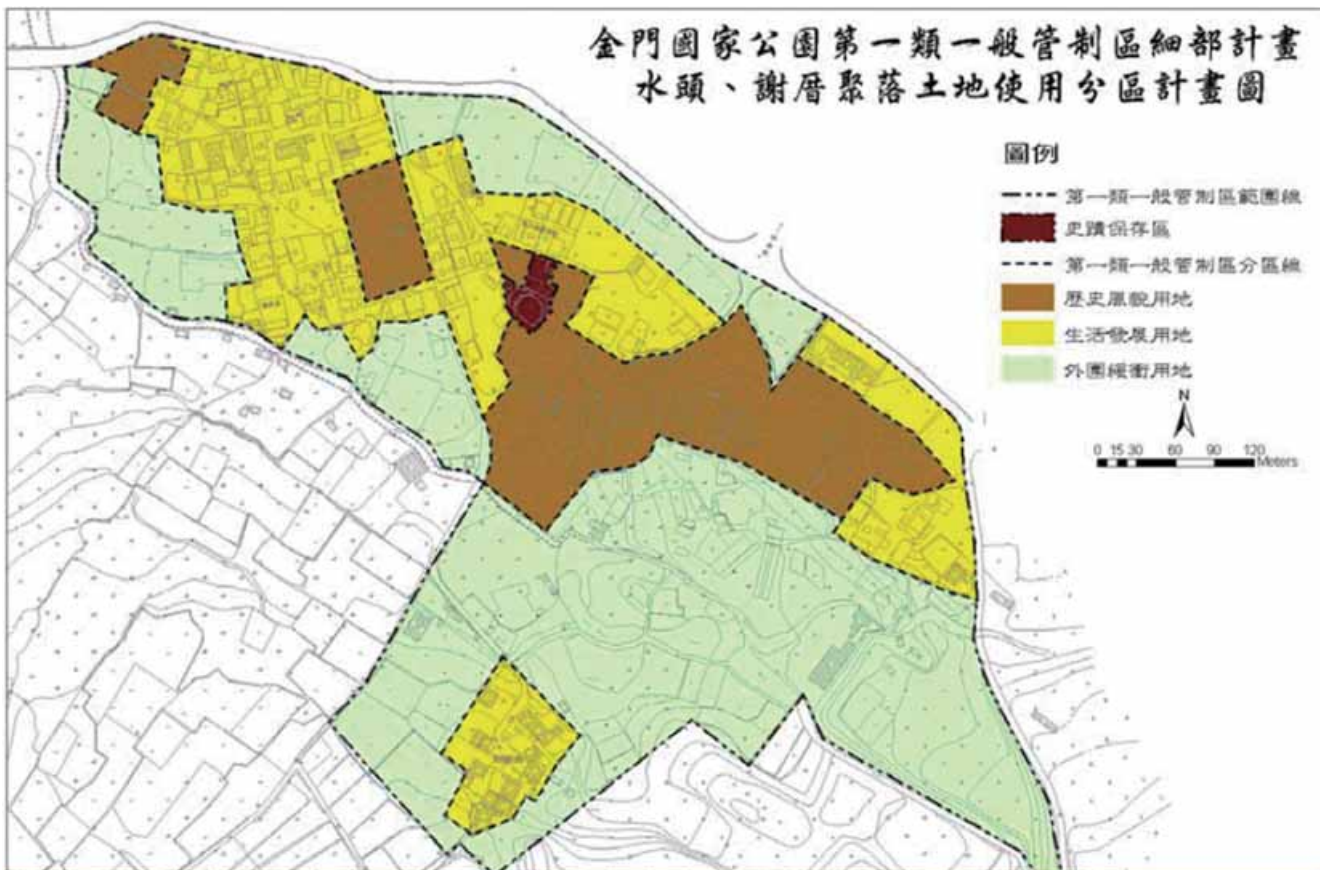 金門國家公園第一類一般管制區細部計畫
水頭、謝厝聚落土地使用分區計畫圖
圖例
第一類一般管制區範圍線
史蹟保存區
第一類一般管制區分區線
歷史風貌用地
生活發展用地
外圍緩衝用地
N
0 15 30 60 90 120
Meters